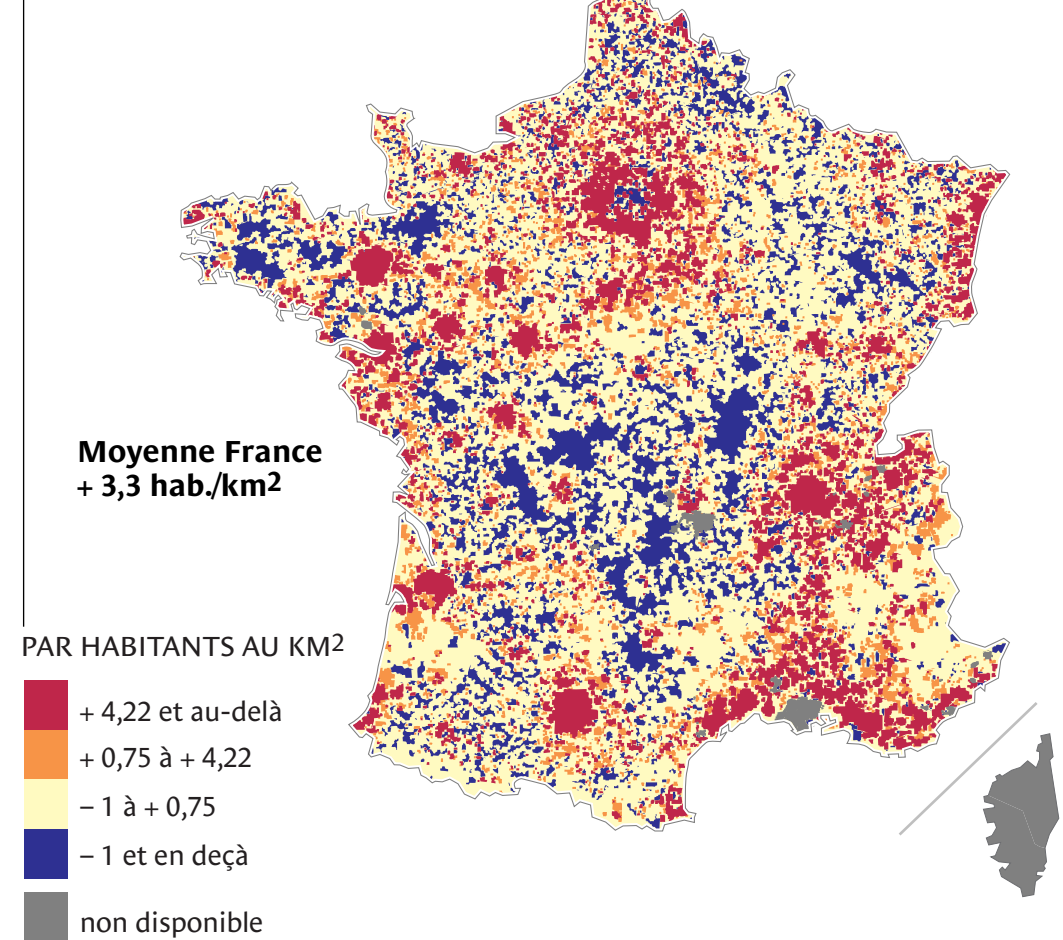 Moyenne France
+ 3,3 hab./km2
PAR HABITANTS AU KM2
+ 4,22 et au-delà
+ 0,75 à + 4,22
– 1 à + 0,75
– 1 et en deçà
non disponible